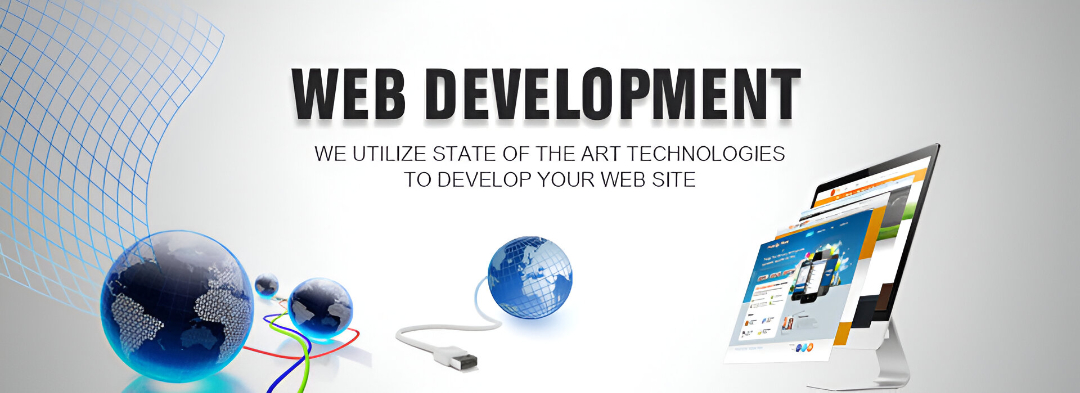 WEB DEVELOPMENT
WE UTILIZE STATE OF THE ART TECHNOLOGIES
TO DEVELOP YOUR WEB SITE